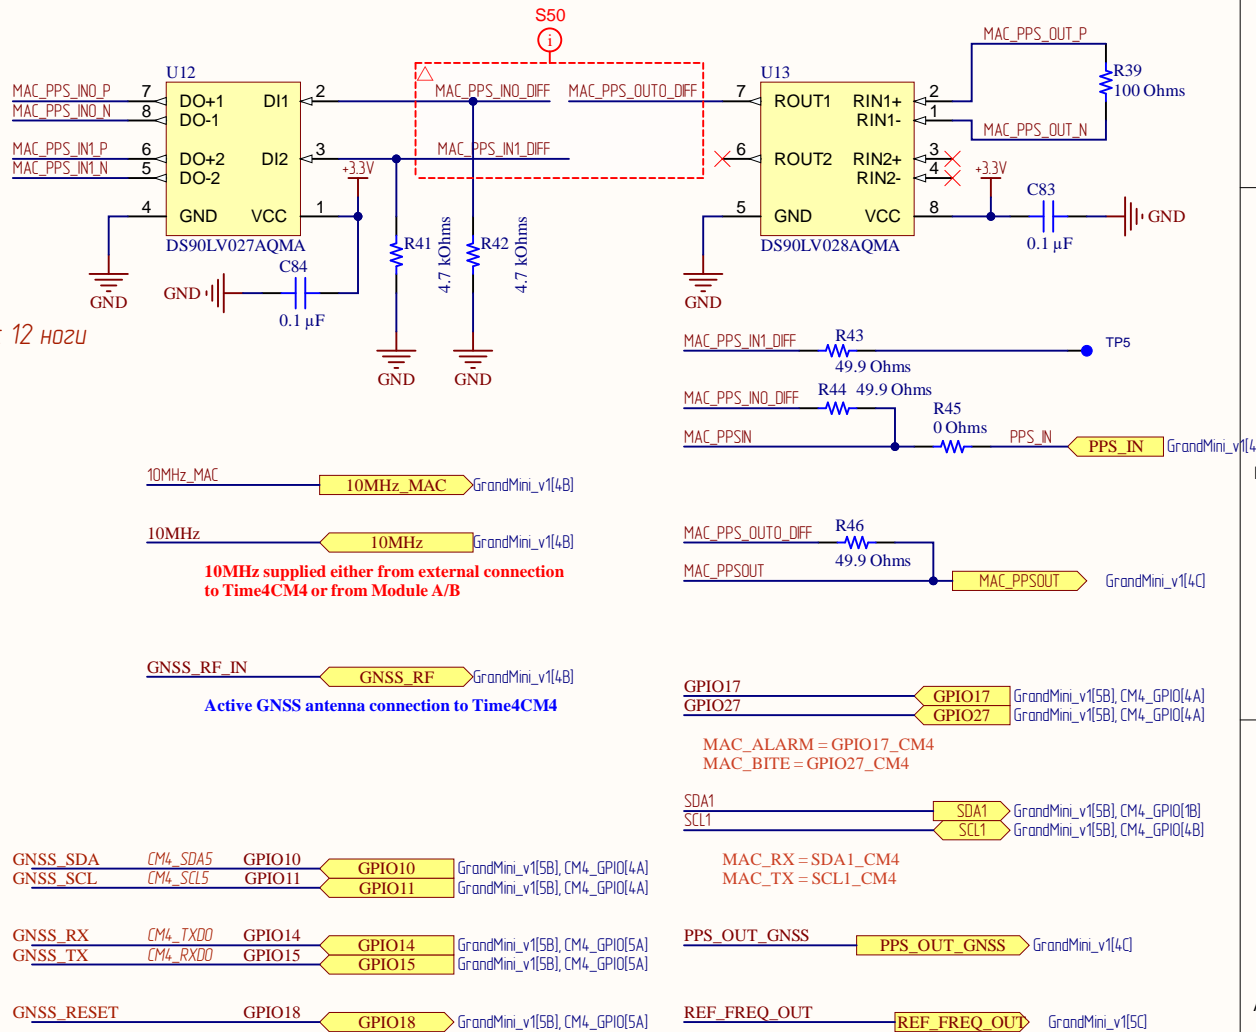 S50
U12
MAC_PPS_IN0_P
7
DO+1
DI1
2
MAC_PPS_IN0_N
8
DO-1
MAC_PPS_IN1_P
6
DO+2
DI2
3
MAC_PPS_IN1_N
5
DO-2
4
GND
VCC
1
+3.3V
DS90LV027AQMA
GND
C84
GND
0.1 µF
R41
4.7 kOhms
R42
4.7 kOhms
GND
GND
12 ноги
MAC_PPS_IN0_DIFF
MAC_PPS_OUT0_DIFF
MAC_PPS_IN1_DIFF
U13
7
ROUT1
RIN1+
2
RIN1-
1
6
ROUT2
RIN2+
3
RIN2-
4
5
GND
VCC
8
DS90LV028AQMA
GND
MAC_PPS_OUT_P
R39
100 Ohms
MAC_PPS_OUT_N
+3.3V
C83
0.1 µF
GND
MAC_PPS_IN1_DIFF
R43
49.9 Ohms
TP5
MAC_PPS_IN0_DIFF
R44
49.9 Ohms
MAC_PPSIN
R45
0 Ohms
PPS_IN
PPS_IN
GrandMini_v1[4
10MHz_MAC
10MHz_MAC
GrandMini_v1[4B]
10MHz
10MHz
GrandMini_v1[4B]
10MHz supplied either from external connection
to Time4CM4 or from Module A/B
MAC_PPS_OUT0_DIFF
R46
49.9 Ohms
MAC_PPSOUT
MAC_PPSOUT
GrandMini_v1[4C]
GNSS_RF_IN
GNSS_RF
GrandMini_v1[4B]
Active GNSS antenna connection to Time4CM4
GPIO17
GPIO17
GrandMini_v1[5B], CM4_GPIO[4A]
GPIO27
GPIO27
GrandMini_v1[5B], CM4_GPIO[4A]
MAC_ALARM = GPIO17_CM4
MAC_BITE = GPIO27_CM4
SDA1
SDA1
GrandMini_v1[5B], CM4_GPIO[1B]
SCL1
SCL1
GrandMini_v1[5B], CM4_GPIO[4B]
MAC_RX = SDA1_CM4
MAC_TX = SCL1_CM4
GNSS_SDA
CM4_SDA5
GPIO10
GPIO10
GrandMini_v1[5B], CM4_GPIO[4A]
GNSS_SCL
CM4_SCL5
GPIO11
GPIO11
GrandMini_v1[5B], CM4_GPIO[4A]
GNSS_RX
CM4_TXD0
GPIO14
GPIO14
GrandMini_v1[5B], CM4_GPIO[5A]
GNSS_TX
CM4_RXD0
GPIO15
GPIO15
GrandMini_v1[5B], CM4_GPIO[5A]
PPS_OUT_GNSS
PPS_OUT_GNSS
GrandMini_v1[4C]
GNSS_RESET
GPIO18
GPIO18
GrandMini_v1[5B], CM4_GPIO[5A]
REF_FREQ_OUT
REF_FREQ_OUT
GrandMini_v1[5C]